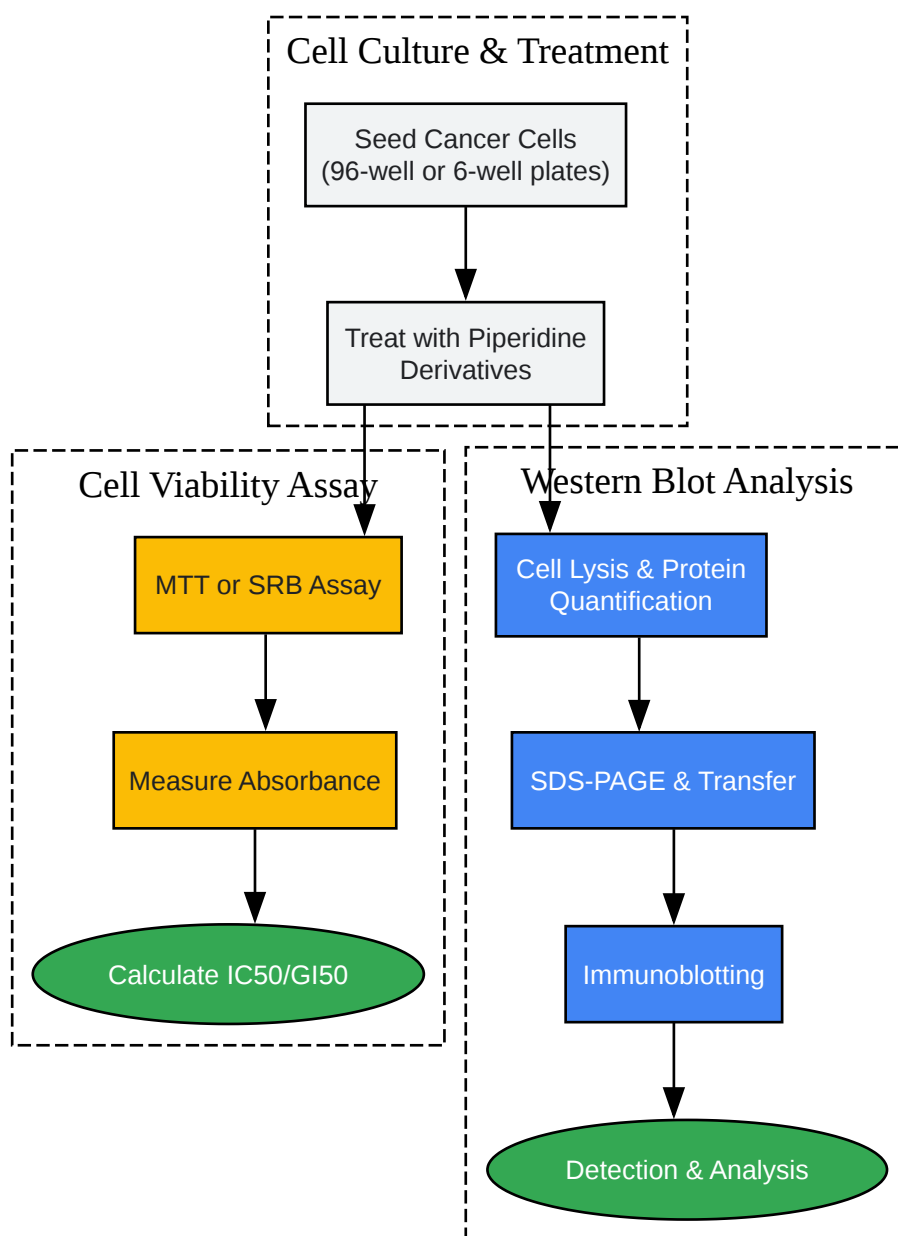 Cell Culture & Treatment
Seed Cancer Cells
(96-well or 6-well plates)
Treat with Piperidine
Derivatives
Cell Viability Assay
MTT or SRB Assay
Measure Absorbance
Calculate IC50/GI50
Western Blot Analysis
Cell Lysis & Protein
Quantification
SDS-PAGE & Transfer
Immunoblotting
Detection & Analysis